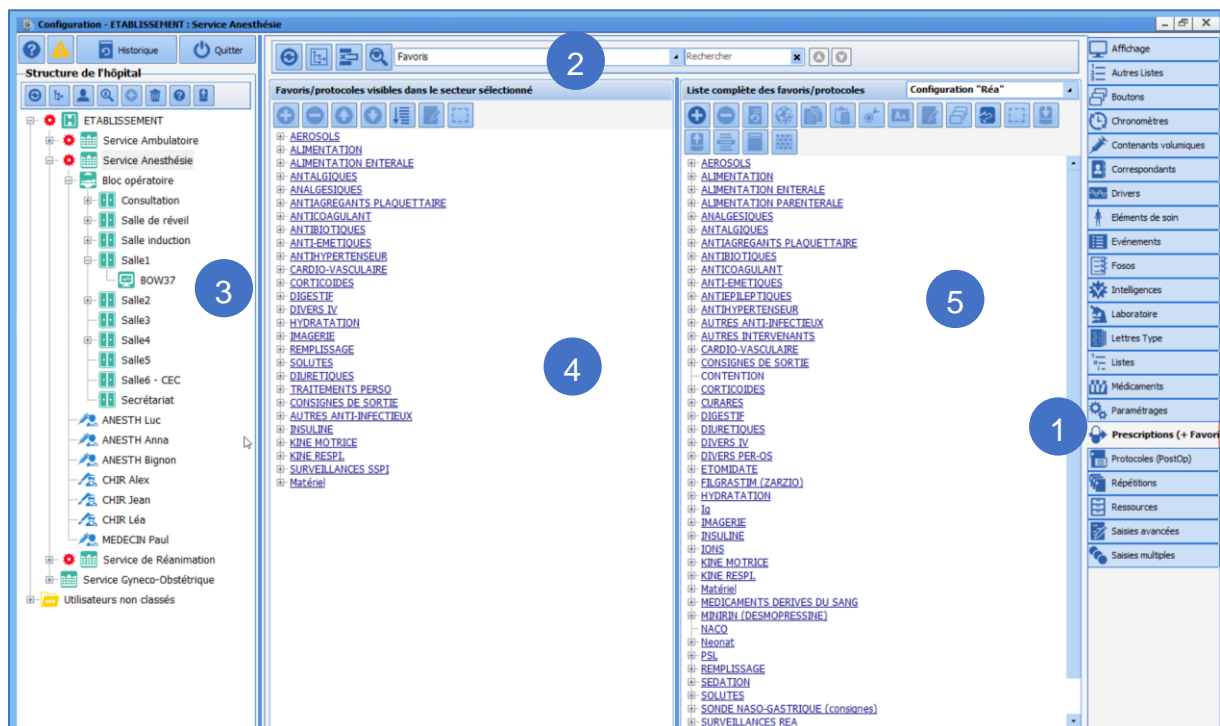 Configuration - ETABLISSEMENT : Service Anesthésie
Historique
Quitter
Structure de l'hôpital
ETABLISSEMENT
Service Ambulatoire
Service Anesthésie
Bloc opératoire
Consultation
Salle de réveil
Salle induction
Salle1
BOW37
Salle2
Salle3
Salle4
Salle5
Salle6 - CEC
Secrétariat
ANESTH Luc
ANESTH Anna
ANESTH Bignon
CHIR Alex
CHIR Jean
CHIR Léa
MEDECIN Paul
Service de Réanimation
Service Gyneco-Obstétrique
Utilisateurs non classés
3
Favoris
2
Rechercher
Favoris/protocoles visibles dans le secteur sélectionné
AEROSOLS
ALIMENTATION
ALIMENTATION ENTERALE
ANTALGIQUES
ANALGESIQUES
ANTIAGREGANTS PLAQUETTAIRE
ANTICOAGULANT
ANTIBIOTIQUES
ANTI-EMETIQUES
ANTIHYPERTENSEUR
CARDIO-VASCULAIRE
CORTICOIDES
DIGESTIF
DIVERS IV
HYDRATATION
IMAGERIE
REMPLISSAGE
SOLUTES
DIURETIQUES
TRAITEMENTS PERSO
CONSIGNES DE SORTIE
AUTRES ANTI-INFECTIEUX
INSULINE
KINE MOTRICE
KINE RESPI.
SURVEILLANCES SSPI
Matériel
4
Liste complète des favoris/protocoles
Configuration "Réa"
AEROSOLS
ALIMENTATION
ALIMENTATION ENTERALE
ALIMENTATION PARENTERALE
ANALGESIQUES
ANTALGIQUES
ANTIAGREGANTS PLAQUETTAIRE
ANTIBIOTIQUES
ANTICOAGULANT
ANTI-EMETIQUES
ANTIEPILEPTIQUES
ANTIHYPERTENSEUR
AUTRES ANTI-INFECTIEUX
AUTRES INTERVENANTS
CARDIO-VASCULAIRE
CONSIGNES DE SORTIE
CONTENTION
CORTICOIDES
CURARES
DIGESTIF
DIURETIQUES
DIVERS IV
DIVERS PER-OS
ETOMIDATE
FILGRASTIM (ZARZIO)
HYDRATATION
Ig
IMAGERIE
INSULINE
IONS
KINE MOTRICE
KINE RESPI.
Matériel
MEDICAMENTS DERIVES DU SANG
MINIRIN (DESMOPRESSINE)
NACO
Neonat
PSL
REMPLISSAGE
SEDATION
SOLUTES
SONDE NASO-GASTRIQUE (consignes)
SURVEILLANCES REA
5
Affichage
Autres Listes
Boutons
Chronomètres
Contenants volumiques
Correspondants
Drivers
Eléments de soin
Evénements
Fosos
Intelligences
Laboratoire
Lettres Type
Listes
Médicaments
Paramétrages
1
Prescriptions (+ Favori
Protocoles (PostOp)
Répétitions
Ressources
Saisies avancées
Saisies multiples